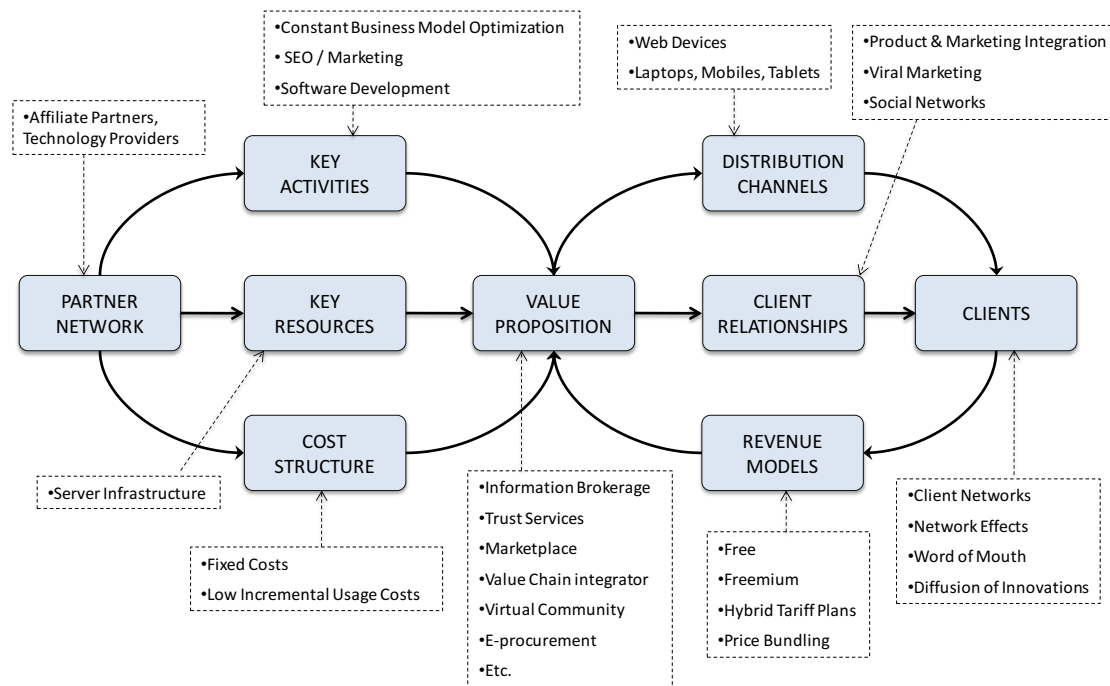 •Constant Business Model Optimization
•SEO / Marketing
•Software Development
•Web Devices
•Laptops, Mobiles, Tablets
•Product & Marketing Integration
•Viral Marketing
•Social Networks
•Affiliate Partners,
Technology Providers
KEY
ACTIVITIES
DISTRIBUTION
CHANNELS
PARTNER
NETWORK
KEY
RESOURCES
VALUE
PROPOSITION
CLIENT
RELATIONSHIPS
CLIENTS
COST
STRUCTURE
REVENUE
MODELS
•Server Infrastructure
•Fixed Costs
•Low Incremental Usage Costs
•Information Brokerage
•Trust Services
•Marketplace
•Value Chain integrator
•Virtual Community
•E-procurement
•Etc.
•Free
•Freemium
•Hybrid Tariff Plans
•Price Bundling
•Client Networks
•Network Effects
•Word of Mouth
•Diffusion of Innovations